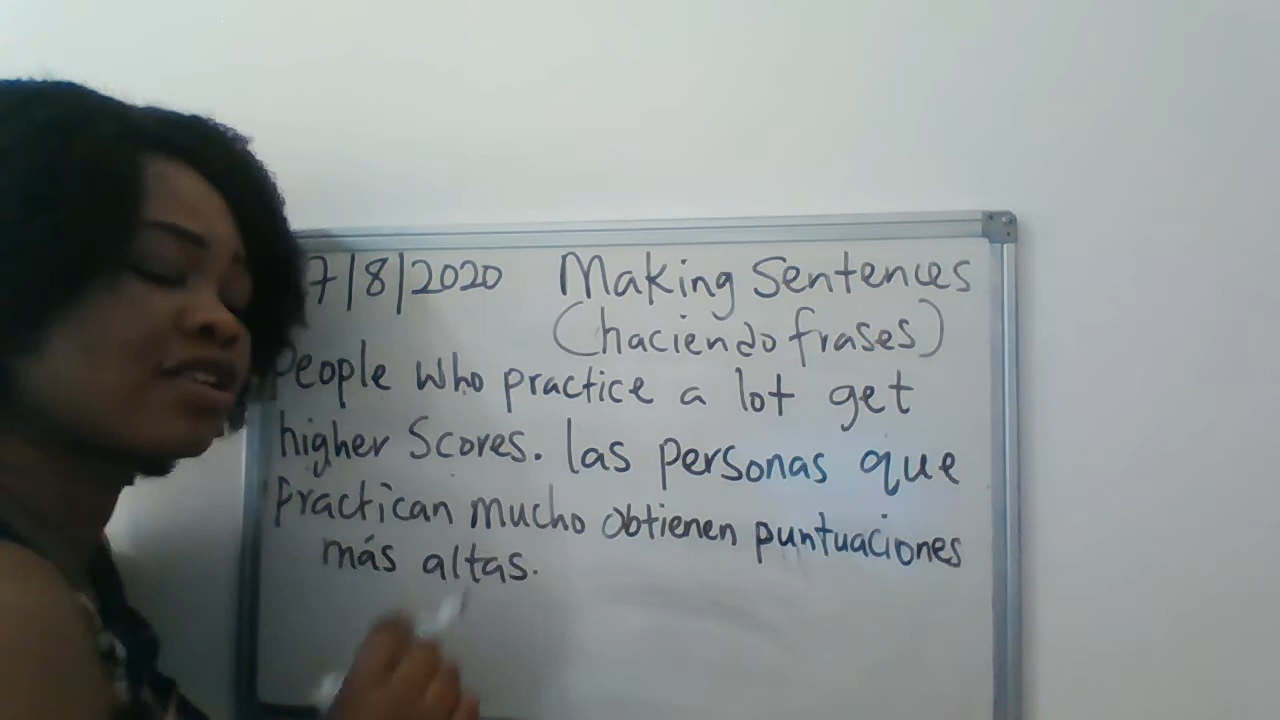 7/8/2020 Making Sentences
(haciendo frases)
People who practice a lot get
higher Scores. las personas que
Practican mucho obtienen puntuaciones
más altas.